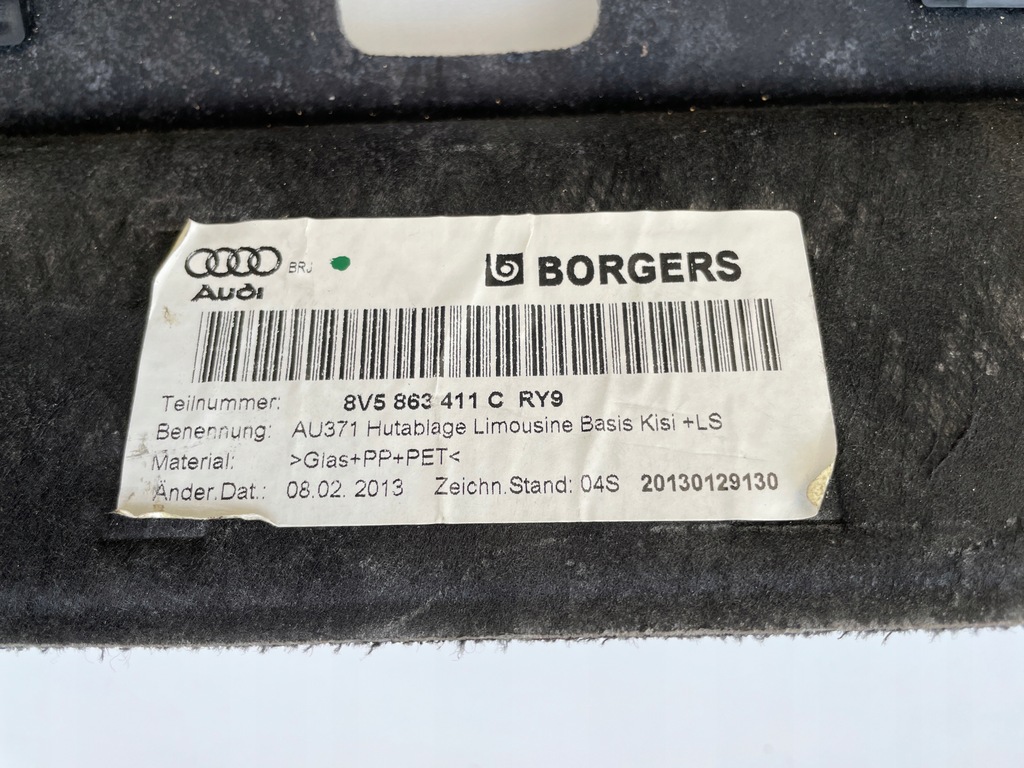 BRJ BORGERS
Audi
Teilnummer: 8V5 863 411 C RY9
Benennung: AU371 Hutablage Limousine Basis Kisi +LS
Material: >Glas+PP+PET<
Änder.Dat.: 08.02. 2013 Zeichn.Stand: 04S 20130129130